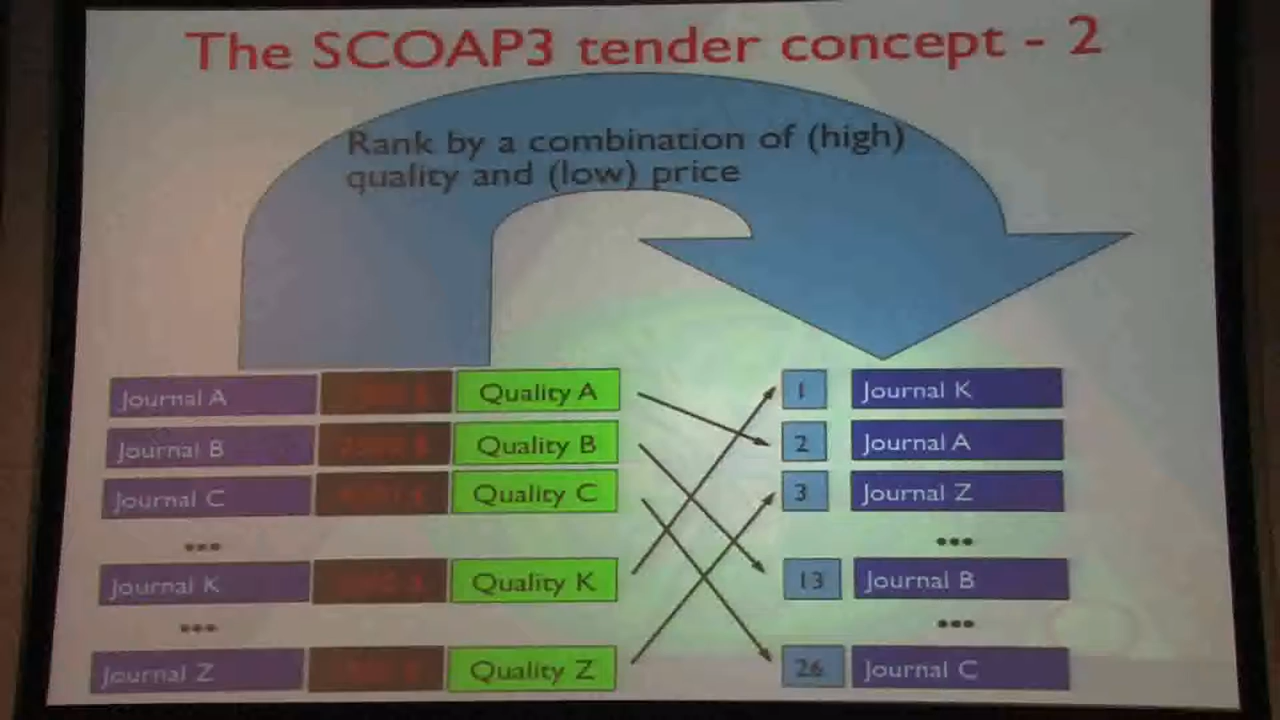 The SCOAP3 tender concept - 2
Rank by a combination of (high)
quality and (low) price
Journal A Quality A 1 Journal K
Journal B Quality B 2 Journal A
Journal C Quality C 3 Journal Z
... ...
Journal K Quality K 13 Journal B
... ...
Journal Z Quality Z 26 Journal C